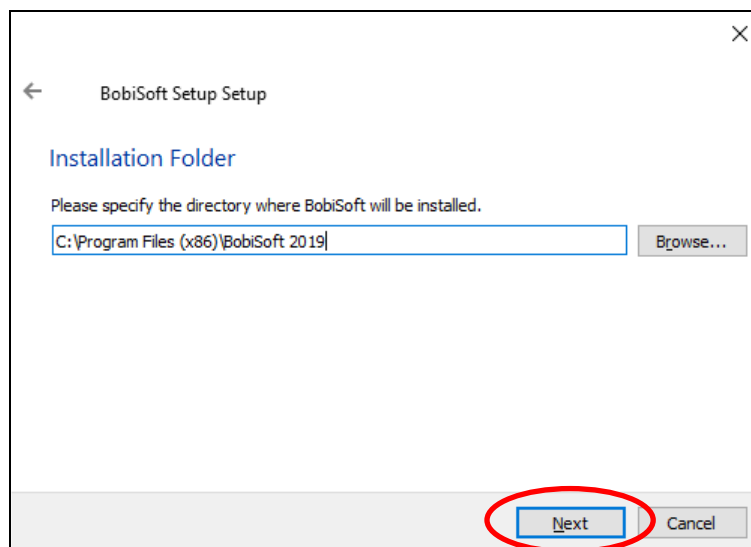 BobiSoft Setup Setup
Installation Folder
Please specify the directory where BobiSoft will be installed.
C:\Program Files (x86)\BobiSoft 2019
Browse...
Next
Cancel